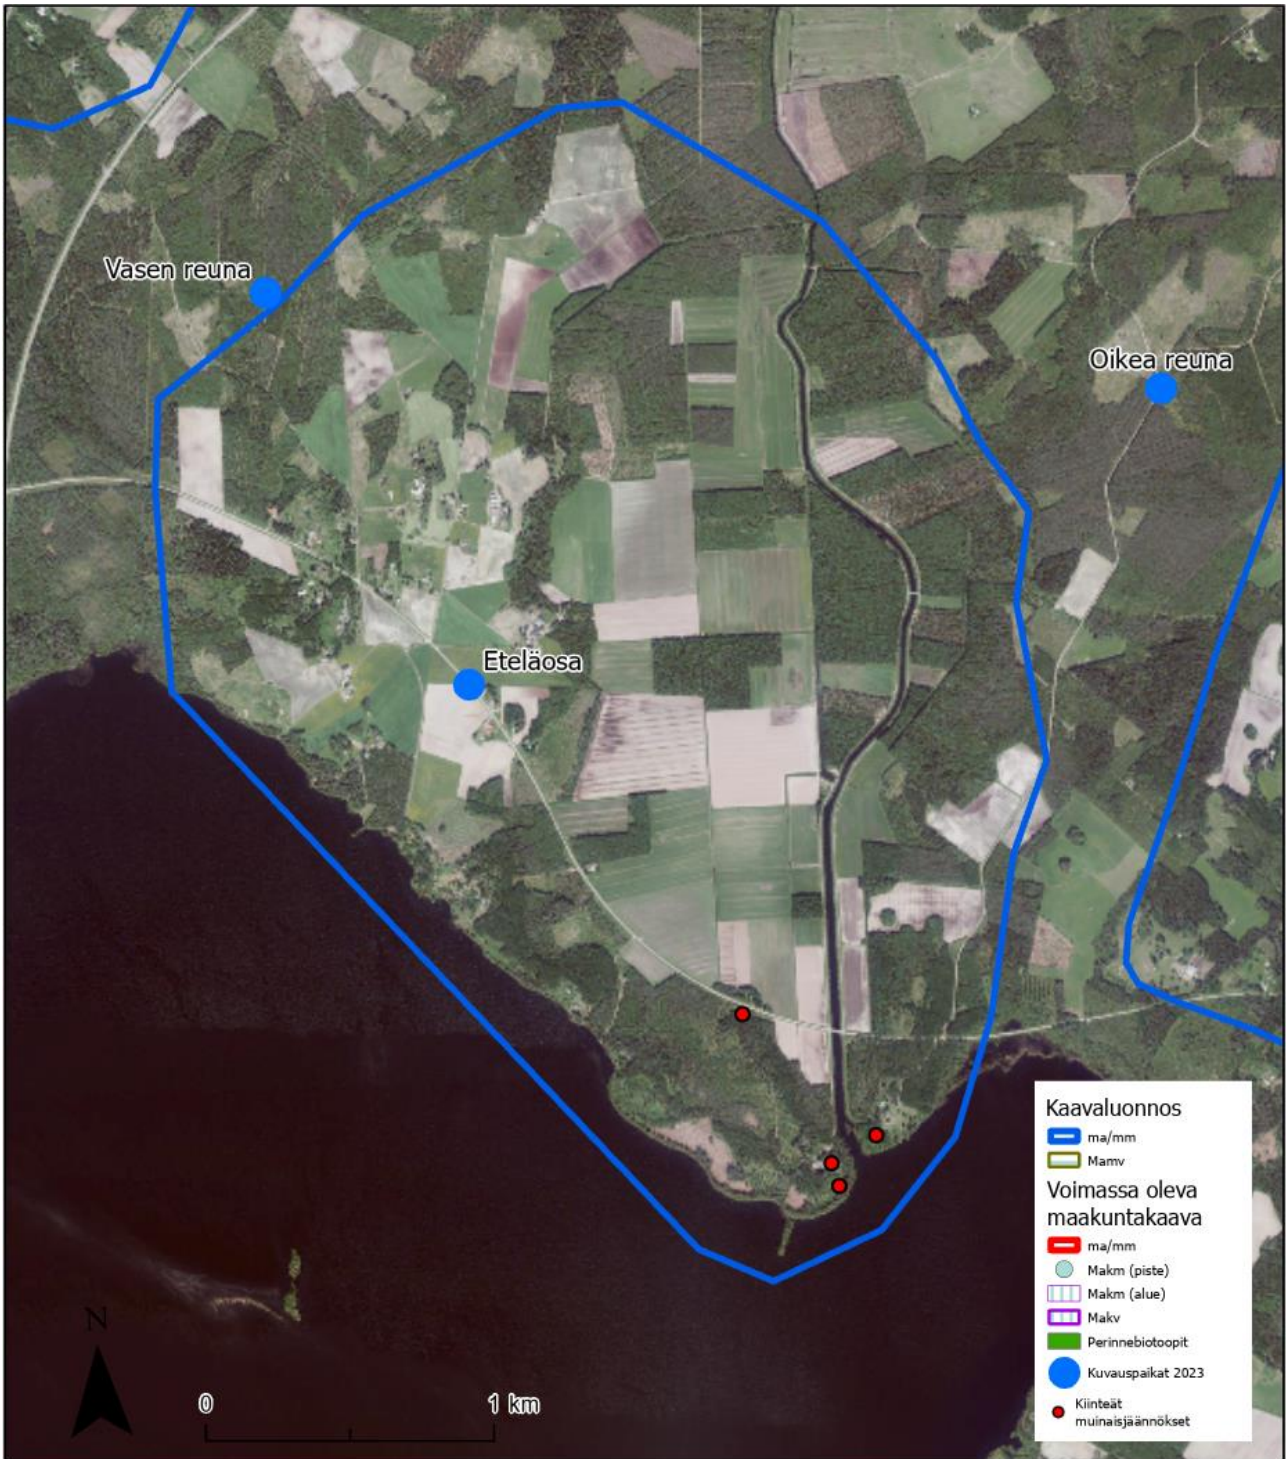 Vasen reuna
Oikea reuna
Eteläosa
N
0 1 km
Kaavaluonnos
ma/mm
Mamv
Voimassa oleva
maakuntakaava
ma/mm
Makm (piste)
Makm (alue)
Makv
Perinnebiotoopit
Kuvauspaikat 2023
Kiinteät
muinaisjäännökset